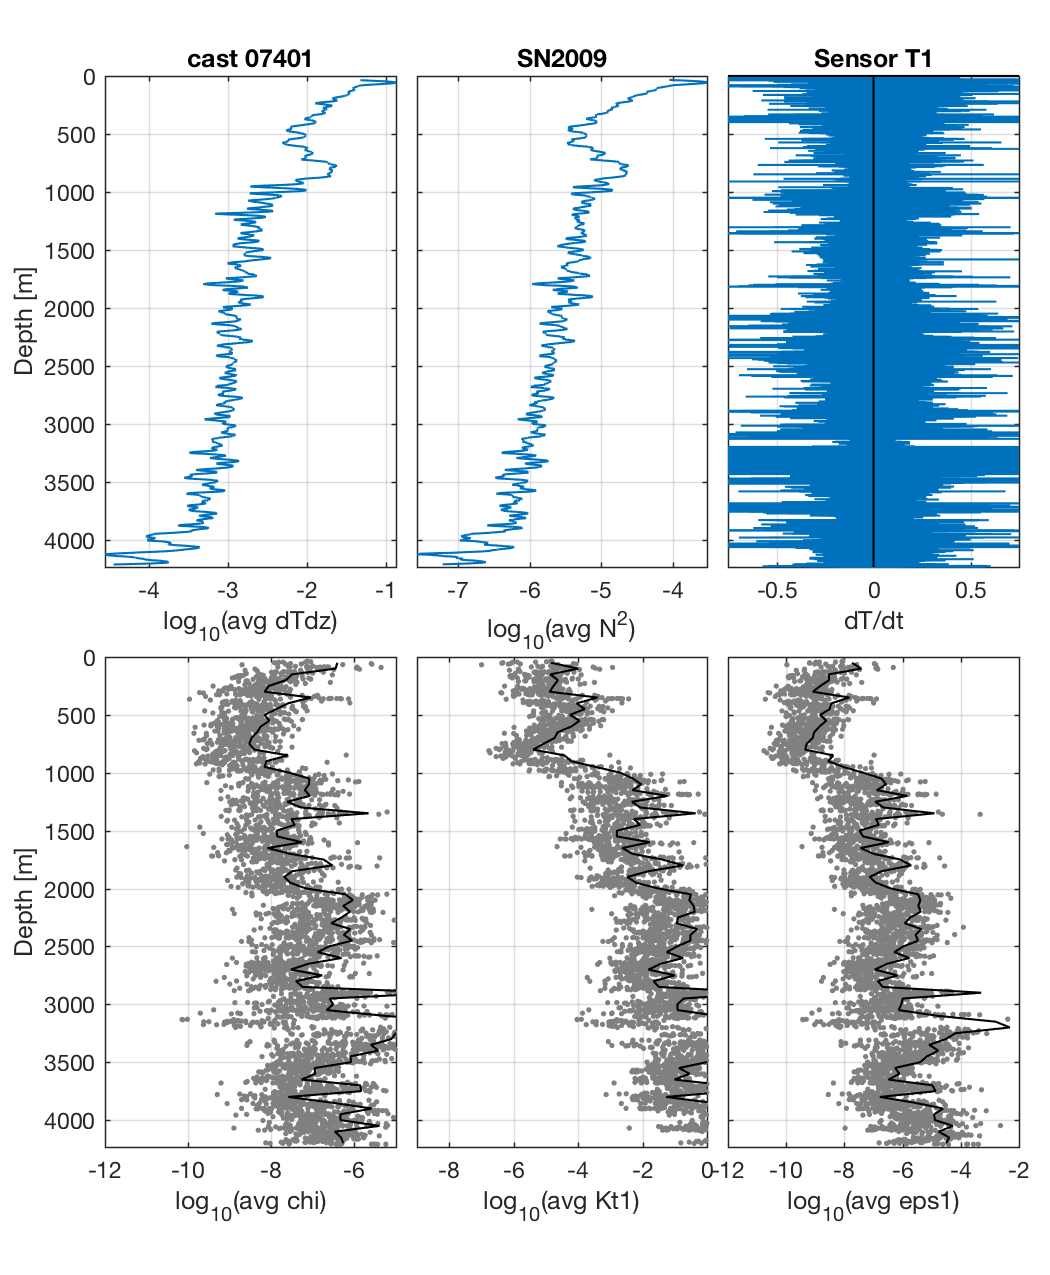 cast 07401 SN2009 Sensor T1
0
500
1000
1500
2000
2500
3000
3500
4000
Depth [m]
-4 -3 -2 -1 -7 -6 -5 -4 -0.5 0 0.5
log10(avg dTdz) log10(avg N2) dT/dt
0
500
1000
1500
2000
2500
3000
3500
4000
Depth [m]
-12 -10 -8 -6 -8 -6 -4 -2 0 -12 -10 -8 -6 -4 -2
log10(avg chi) log10(avg Kt1) log10(avg eps1)